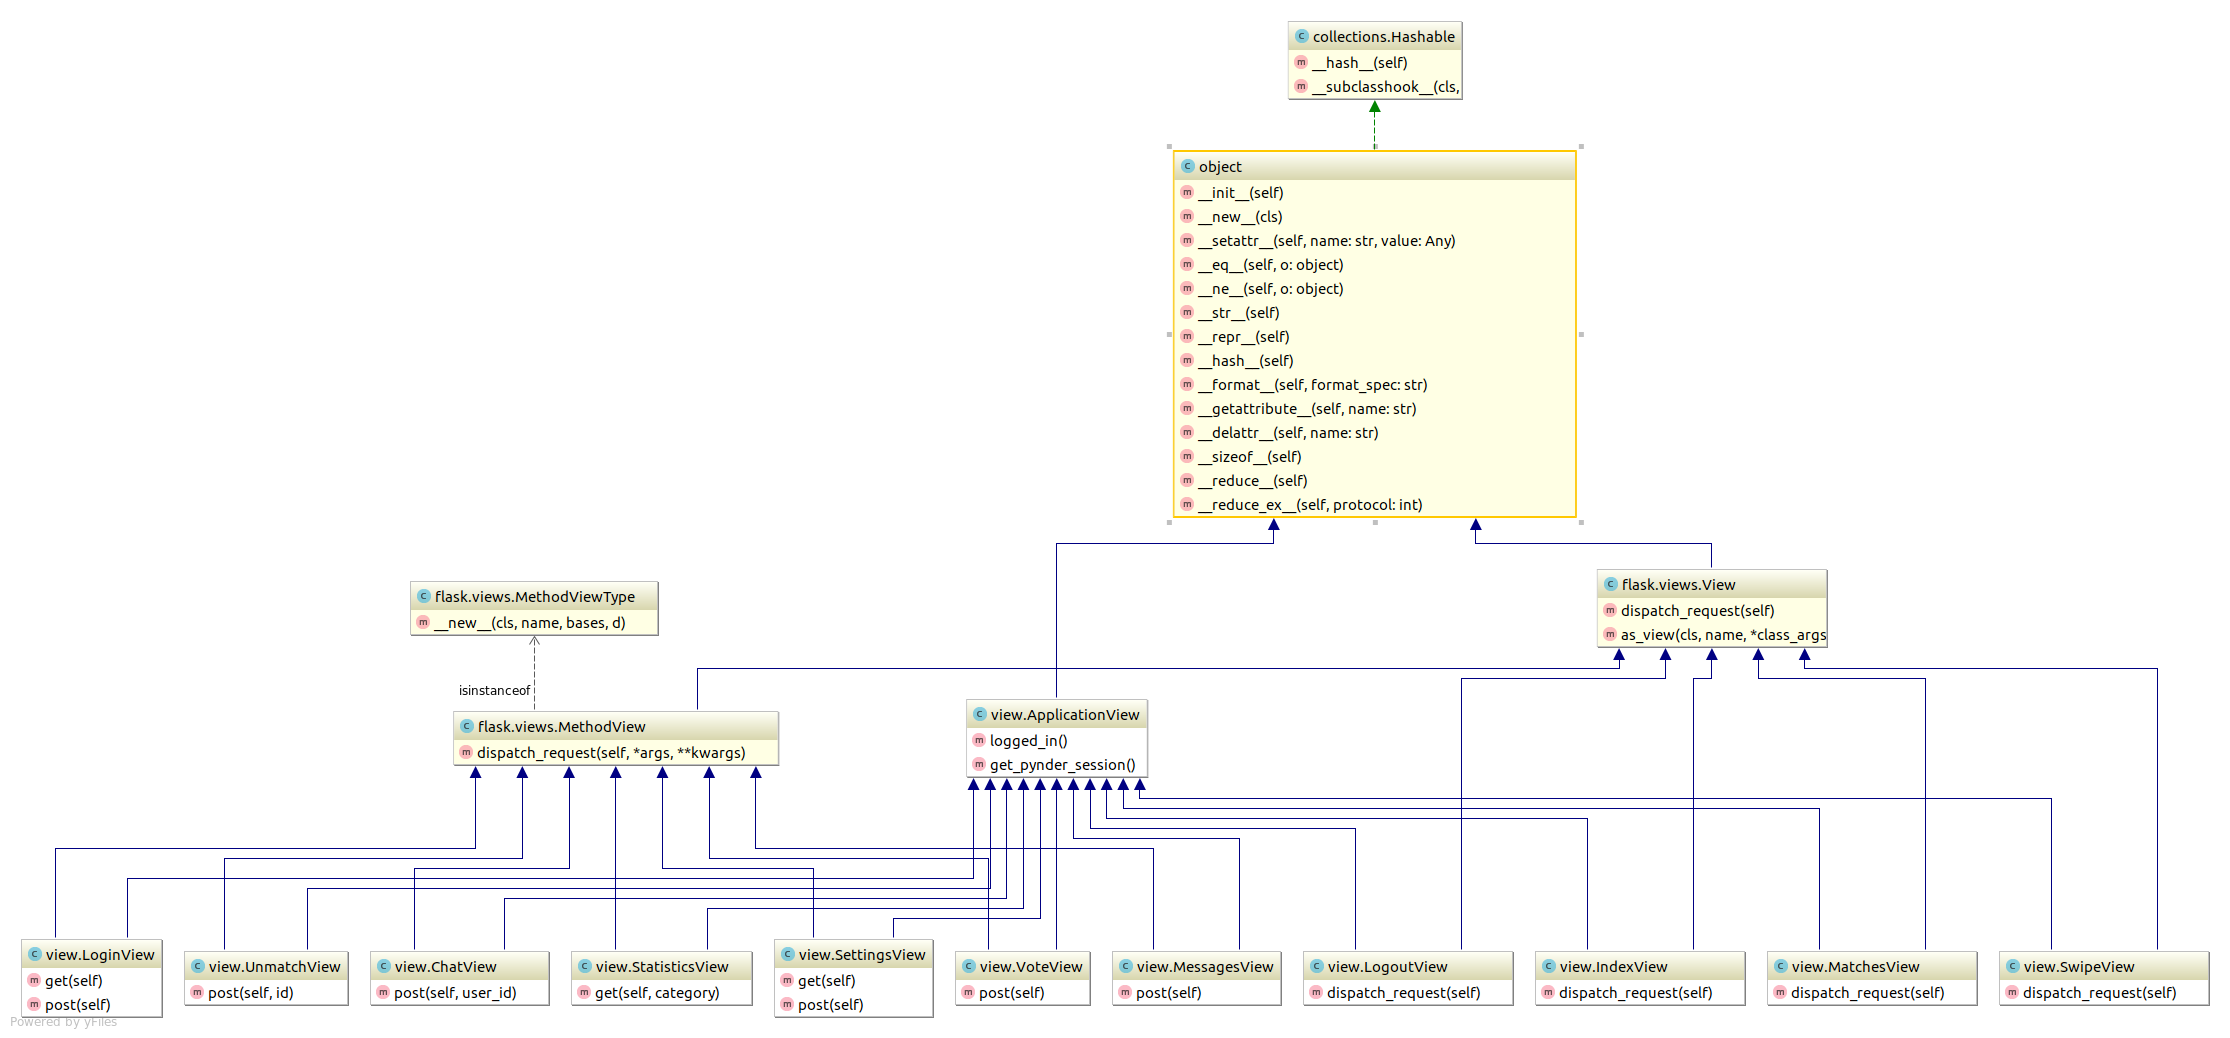 collections.Hashable
__hash__(self)
__subclasshook__(cls,
object
__init__(self)
__new__(cls)
__setattr__(self, name: str, value: Any)
__eq__(self, o: object)
__ne__(self, o: object)
__str__(self)
__repr__(self)
__hash__(self)
__format__(self, format_spec: str)
__getattribute__(self, name: str)
__delattr__(self, name: str)
__sizeof__(self)
__reduce__(self)
__reduce_ex__(self, protocol: int)
flask.views.MethodViewType
__new__(cls, name, bases, d)
flask.views.View
dispatch_request(self)
as_view(cls, name, *class_args
isinstanceof
flask.views.MethodView
dispatch_request(self, *args, **kwargs)
view.ApplicationView
logged_in()
get_pynder_session()
view.LoginView
get(self)
post(self)
view.UnmatchView
post(self, id)
view.ChatView
post(self, user_id)
view.StatisticsView
get(self, category)
view.SettingsView
get(self)
post(self)
view.VoteView
post(self)
view.MessagesView
post(self)
view.LogoutView
dispatch_request(self)
view.IndexView
dispatch_request(self)
view.MatchesView
dispatch_request(self)
view.SwipeView
dispatch_request(self)
Powered by yFiles